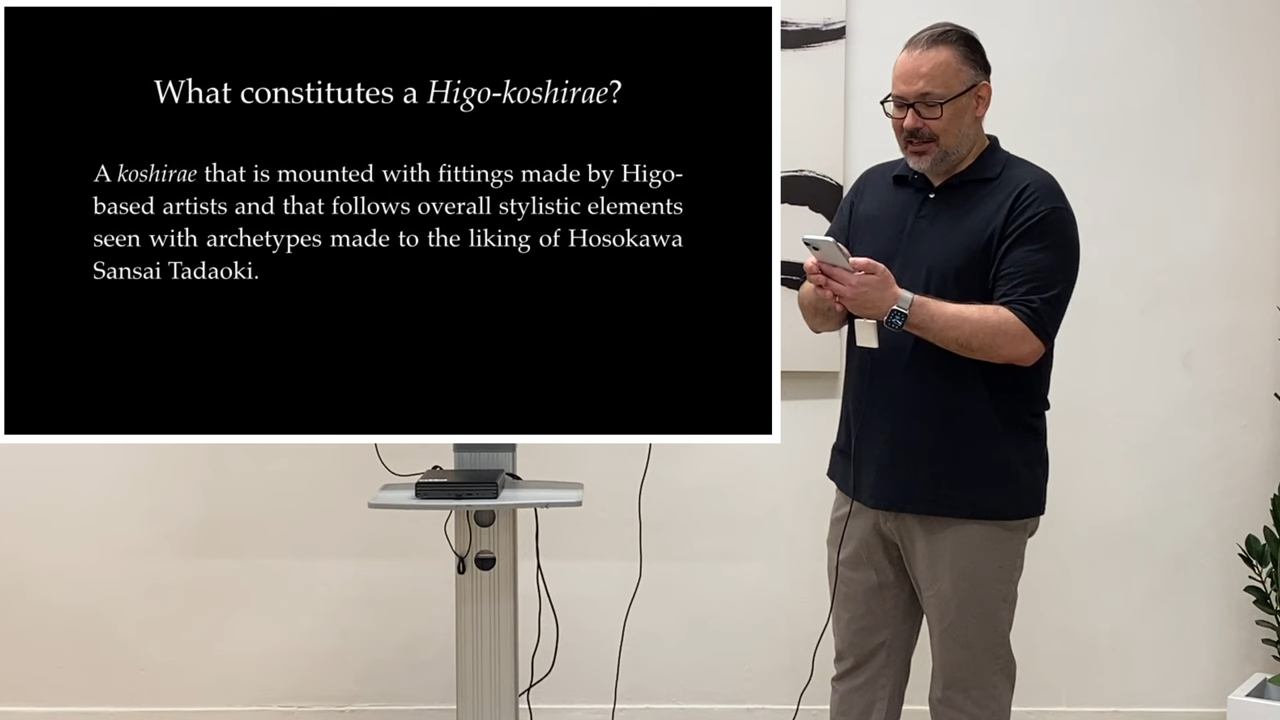 What constitutes a Higo-koshirae?
A koshirae that is mounted with fittings made by Higo-
based artists and that follows overall stylistic elements
seen with archetypes made to the liking of Hosokawa
Sansai Tadaoki.